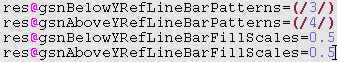 res@gsnBelowYRefLineBarPatterns=(/3/)
res@gsnAboveYRefLineBarPatterns=(/4/)
res@gsnBelowYRefLineBarFillScales=0.5
res@gsnAboveYRefLineBarFillScales=0.5